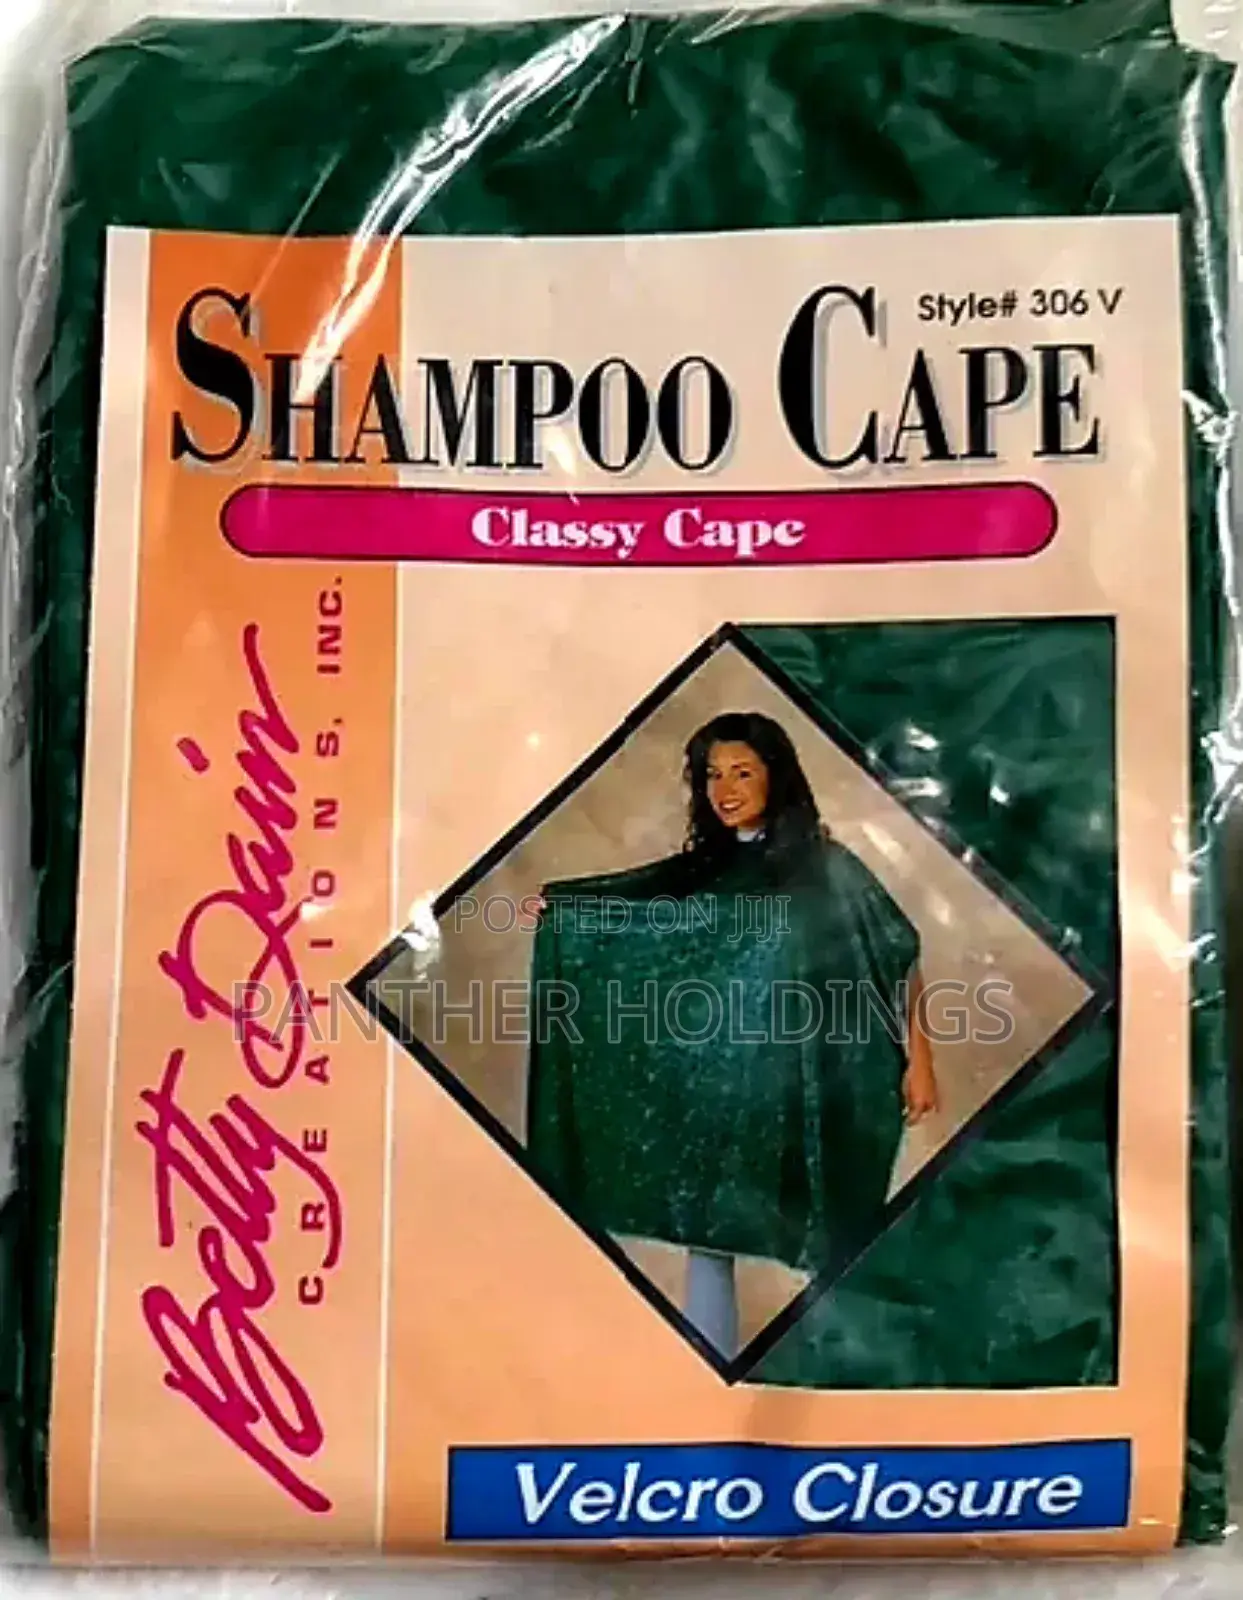 Style# 306 V
SHAMPOO CAPE
Classy Cape
Betty Dain
CREATIONS, INC.
POSTED ON JIJI
PANTHER HOLDINGS
Velcro Closure